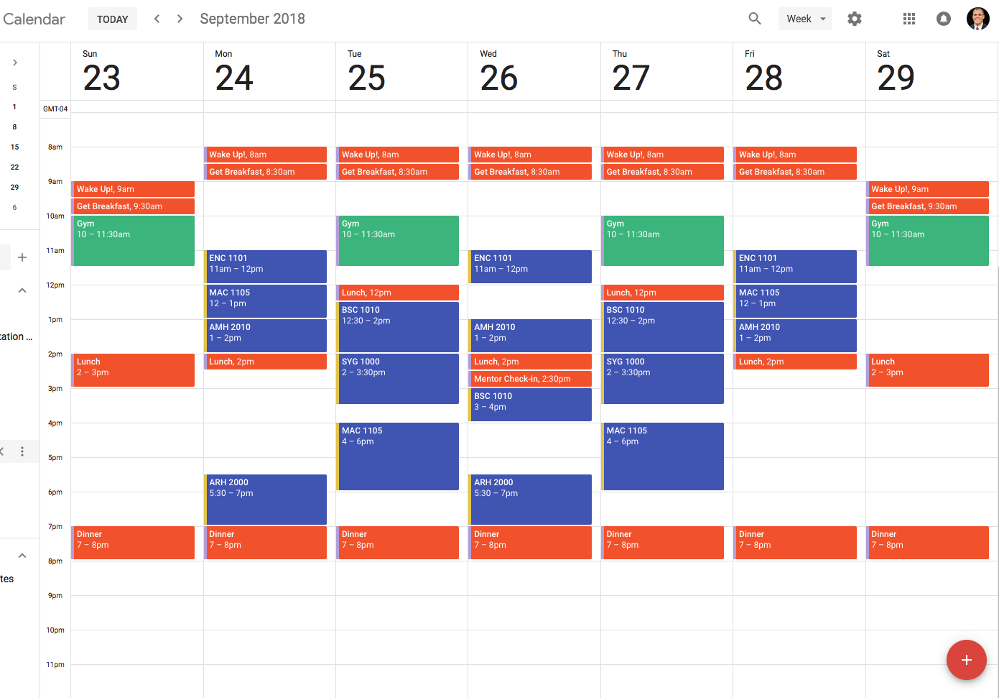 Calendar
TODAY
September 2018
Week
Sun
Mon
Tue
Wed
Thu
Fri
Sat
23
24
25
26
27
28
29
S
1
8
15
22
29
6
tation ...
tes
GMT-04
8am
9am
10am
11am
12pm
1pm
2pm
3pm
4pm
5pm
6pm
7pm
8pm
9pm
10pm
11pm
Wake Up!, 9am
Get Breakfast, 9:30am
Gym
10 – 11:30am
Lunch
2 – 3pm
Dinner
7 – 8pm
Wake Up!, 8am
Get Breakfast, 8:30am
ENC 1101
11am – 12pm
MAC 1105
12 – 1pm
AMH 2010
1 – 2pm
Lunch, 2pm
ARH 2000
5:30 – 7pm
Dinner
7 – 8pm
Wake Up!, 8am
Get Breakfast, 8:30am
Gym
10 – 11:30am
Lunch, 12pm
BSC 1010
12:30 – 2pm
SYG 1000
2 – 3:30pm
MAC 1105
4 – 6pm
Dinner
7 – 8pm
Wake Up!, 8am
Get Breakfast, 8:30am
ENC 1101
11am – 12pm
AMH 2010
1 – 2pm
Lunch, 2pm
Mentor Check-in, 2:30pm
BSC 1010
3 – 4pm
ARH 2000
5:30 – 7pm
Dinner
7 – 8pm
Wake Up!, 8am
Get Breakfast, 8:30am
Gym
10 – 11:30am
Lunch, 12pm
BSC 1010
12:30 – 2pm
SYG 1000
2 – 3:30pm
MAC 1105
4 – 6pm
Dinner
7 – 8pm
Wake Up!, 8am
Get Breakfast, 8:30am
ENC 1101
11am – 12pm
MAC 1105
12 – 1pm
AMH 2010
1 – 2pm
Lunch, 2pm
Dinner
7 – 8pm
Wake Up!, 9am
Get Breakfast, 9:30am
Gym
10 – 11:30am
Lunch
2 – 3pm
Dinner
7 – 8pm